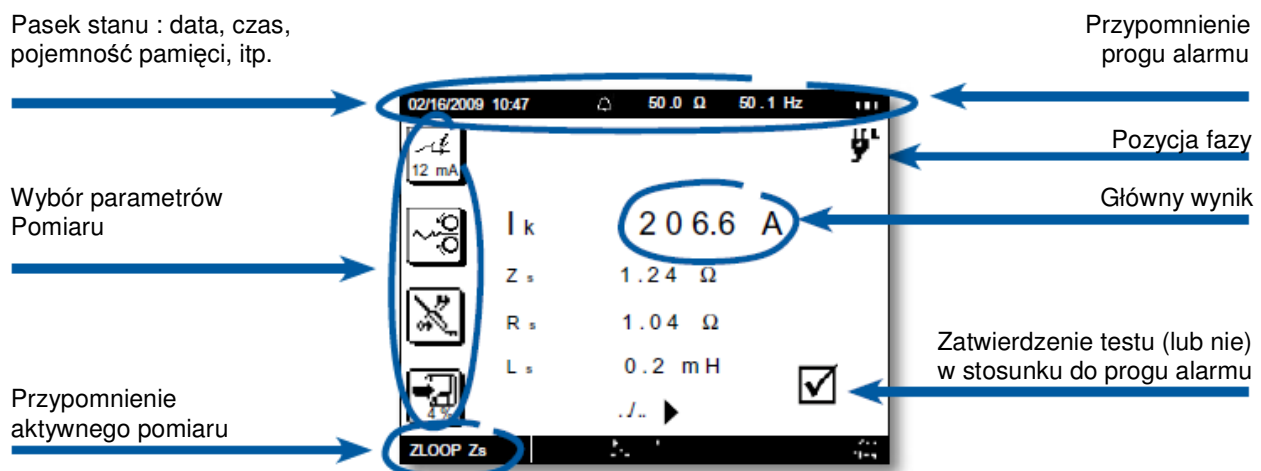 Pasek stanu : data, czas,
pojemność pamięci, itp.
Przypomnienie
progu alarmu
02/16/2009 10:47 50.0 Ω 50.1 Hz
Pozycja fazy
L
12 mA
Główny wynik
Wybór parametrów
Pomiaru
Ik 206.6 A
Zs 1.24 Ω
Rs 1.04 Ω
Ls 0.2 mH
Zatwierdzenie testu (lub nie)
w stosunku do progu alarmu
4 %
./..
Przypomnienie
aktywnego pomiaru
ZLOOP Zs